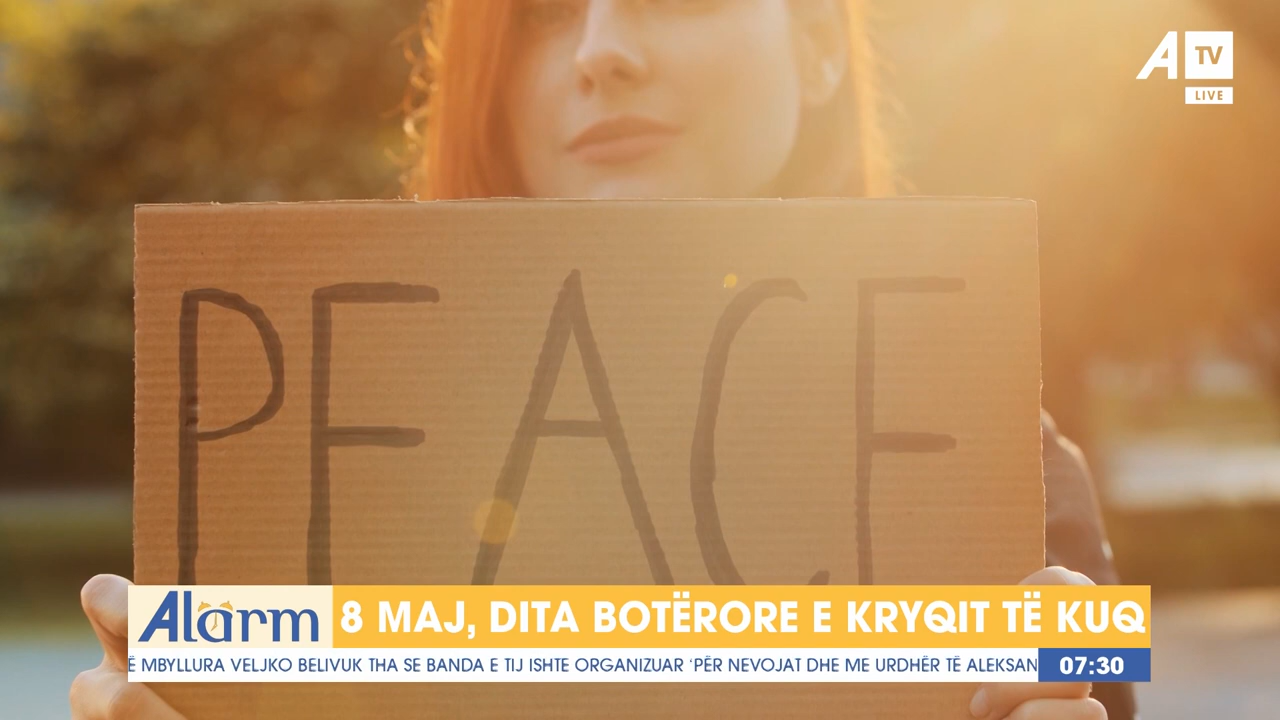 A TV
LIVE
PEACE
Alarm
8 MAJ, DITA BOTËRORE E KRYQIT TË KUQ
Ë MBYLLURA VELJKO BELIVUK THA SE BANDA E TIJ ISHTE ORGANIZUAR ‘PËR NEVOJAT DHE ME URDHËR TË ALEKSAN
07:30